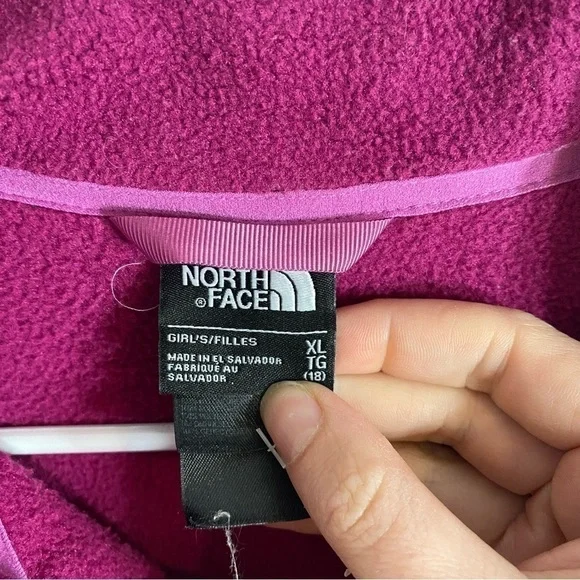 NORTH
® FACE
GIRL'S/FILLES
MADE IN EL SALVADOR
FABRIQUÉ AU
SALVADOR
XL
TG
(18)